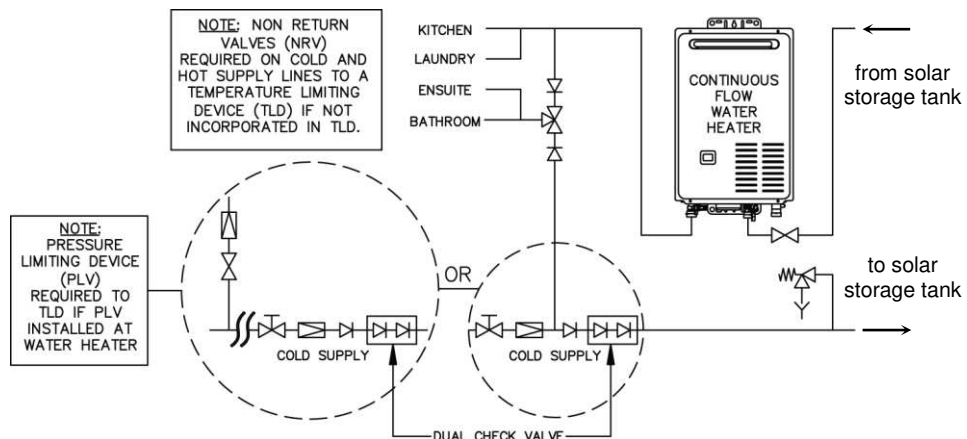 NOTE: NON RETURN
VALVES (NRV)
REQUIRED ON COLD AND
HOT SUPPLY LINES TO A
TEMPERATURE LIMITING
DEVICE (TLD) IF NOT
INCORPORATED IN TLD.
KITCHEN
LAUNDRY
ENSUITE
BATHROOM
CONTINUOUS
FLOW
WATER
HEATER
from solar
storage tank
NOTE:
PRESSURE
LIMITING DEVICE
(PLV)
REQUIRED TO
TLD IF PLV
INSTALLED AT
WATER HEATER
OR
to solar
storage tank
COLD SUPPLY
COLD SUPPLY
DUAL CHECK VALVE